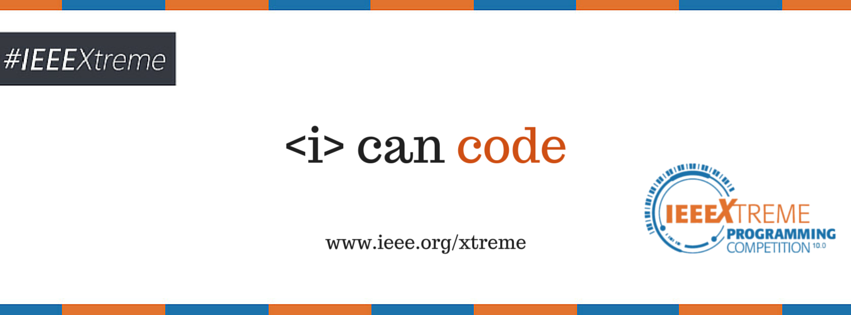 #IEEEXtreme
<i> can code
www.ieee.org/xtreme
IEEEXTREME
PROGRAMMING
COMPETITION 10.0